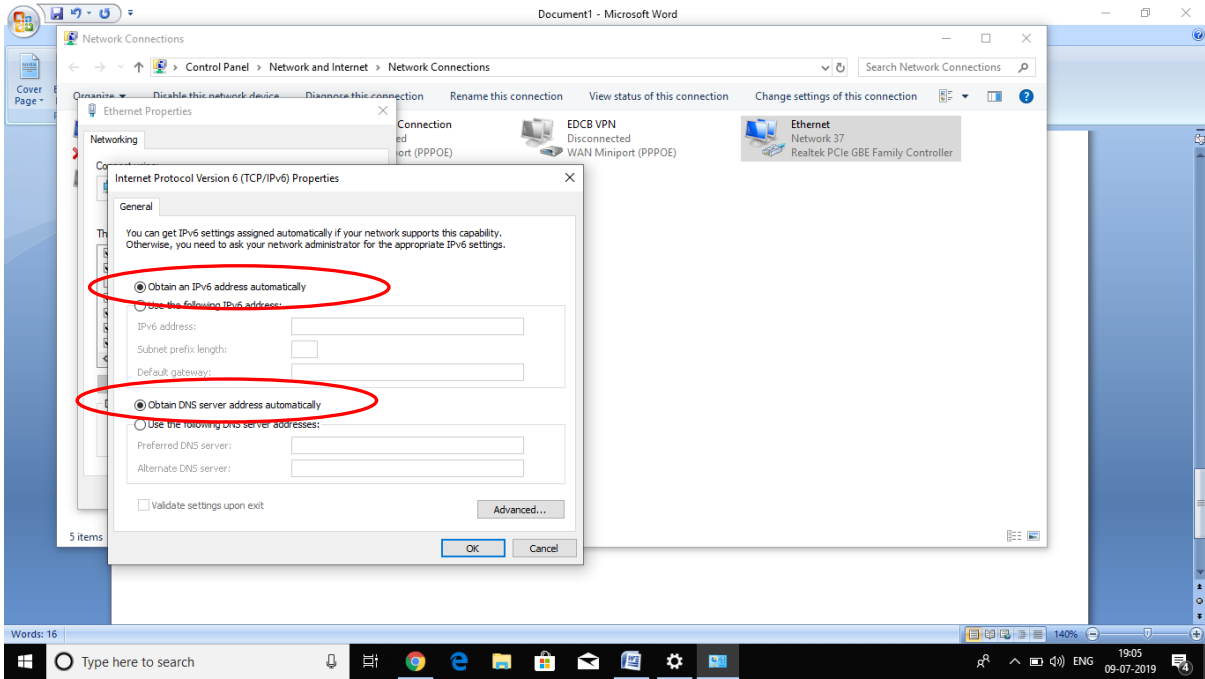 Document1 - Microsoft Word
Network Connections
Control Panel > Network and Internet > Network Connections
Search Network Connections
Cover
Page
Organize
Disable this network device
Diagnose this connection
Rename this connection
View status of this connection
Change settings of this connection
Ethernet Properties
Networking
Connection
EDCB VPN
Disconnected
WAN Miniport (PPPOE)
Ethernet
Network 37
Realtek PCIe GBE Family Controller
Internet Protocol Version 6 (TCP/IPv6) Properties
General
You can get IPv6 settings assigned automatically if your network supports this capability.
Otherwise, you need to ask your network administrator for the appropriate IPv6 settings.
Obtain an IPv6 address automatically
Use the following IPv6 address:
IPv6 address:
Subnet prefix length:
Default gateway:
Obtain DNS server address automatically
Use the following DNS server addresses:
Preferred DNS server:
Alternate DNS server:
Validate settings upon exit
Advanced...
OK
Cancel
5 items
Words: 16
140%
Type here to search
ENG
19:05
09-07-2019
4